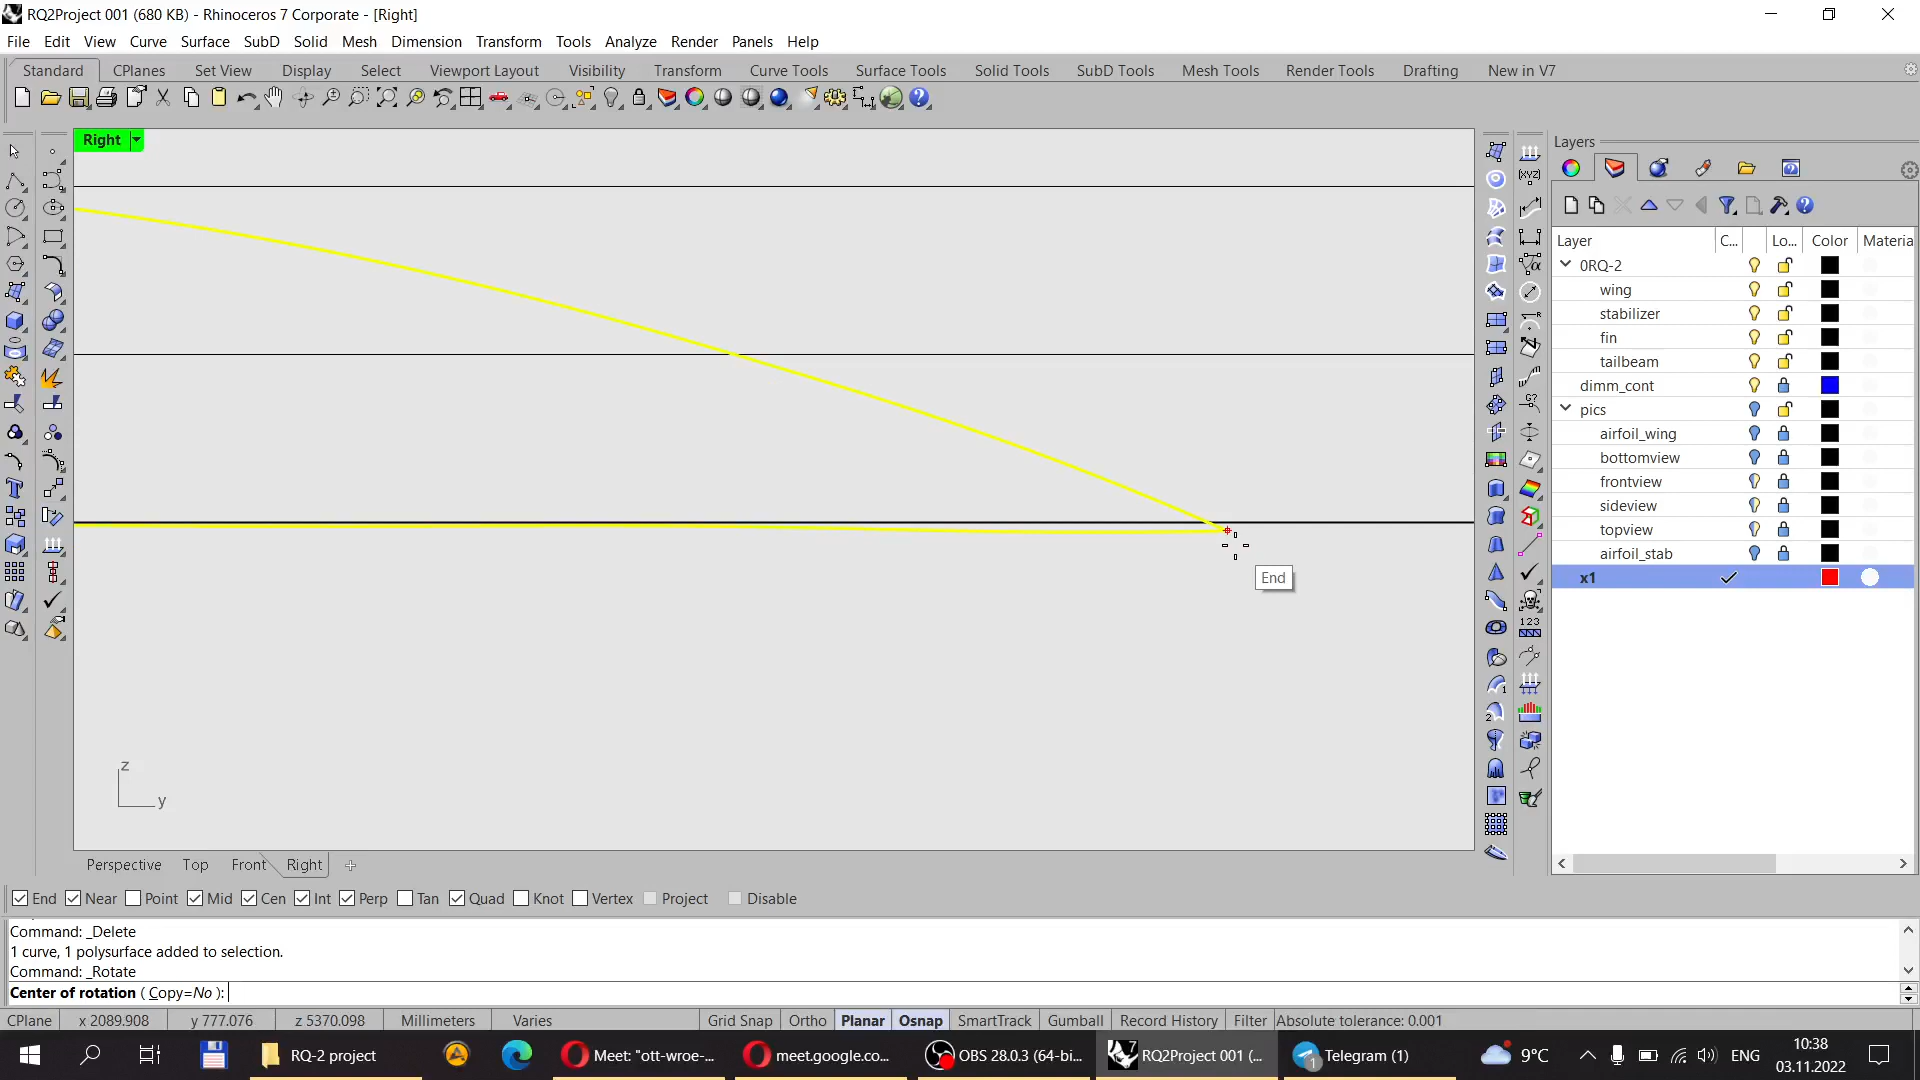 RQ2Project 001 (680 KB) - Rhinoceros 7 Corporate - [Right]
File Edit View Curve Surface SubD Solid Mesh Dimension Transform Tools Analyze Render Panels Help
Standard CPlanes Set View Display Select Viewport Layout Visibility Transform Curve Tools Surface Tools Solid Tools SubD Tools Mesh Tools Render Tools Drafting New in V7
Right
Layers
Layer C... Lo... Color Materia
0RQ-2
wing
stabilizer
fin
tailbeam
dimm_cont
pics
airfoil_wing
bottomview
frontview
sideview
topview
airfoil_stab
x1
End
z
y
Perspective Top Front Right
End Near Point Mid Cen Int Perp Tan Quad Knot Vertex Project Disable
Command: _Delete
1 curve, 1 polysurface added to selection.
Command: _Rotate
Center of rotation ( Copy=No ):
CPlane x 2089.908 y 777.076 z 5370.098 Millimeters Varies Grid Snap Ortho Planar Osnap SmartTrack Gumball Record History Filter Absolute tolerance: 0.001
RQ-2 project Meet: "ott-wroe-... meet.google.co... OBS 28.0.3 (64-bi... RQ2Project 001 (... Telegram (1) 9°C ENG 10:38
03.11.2022